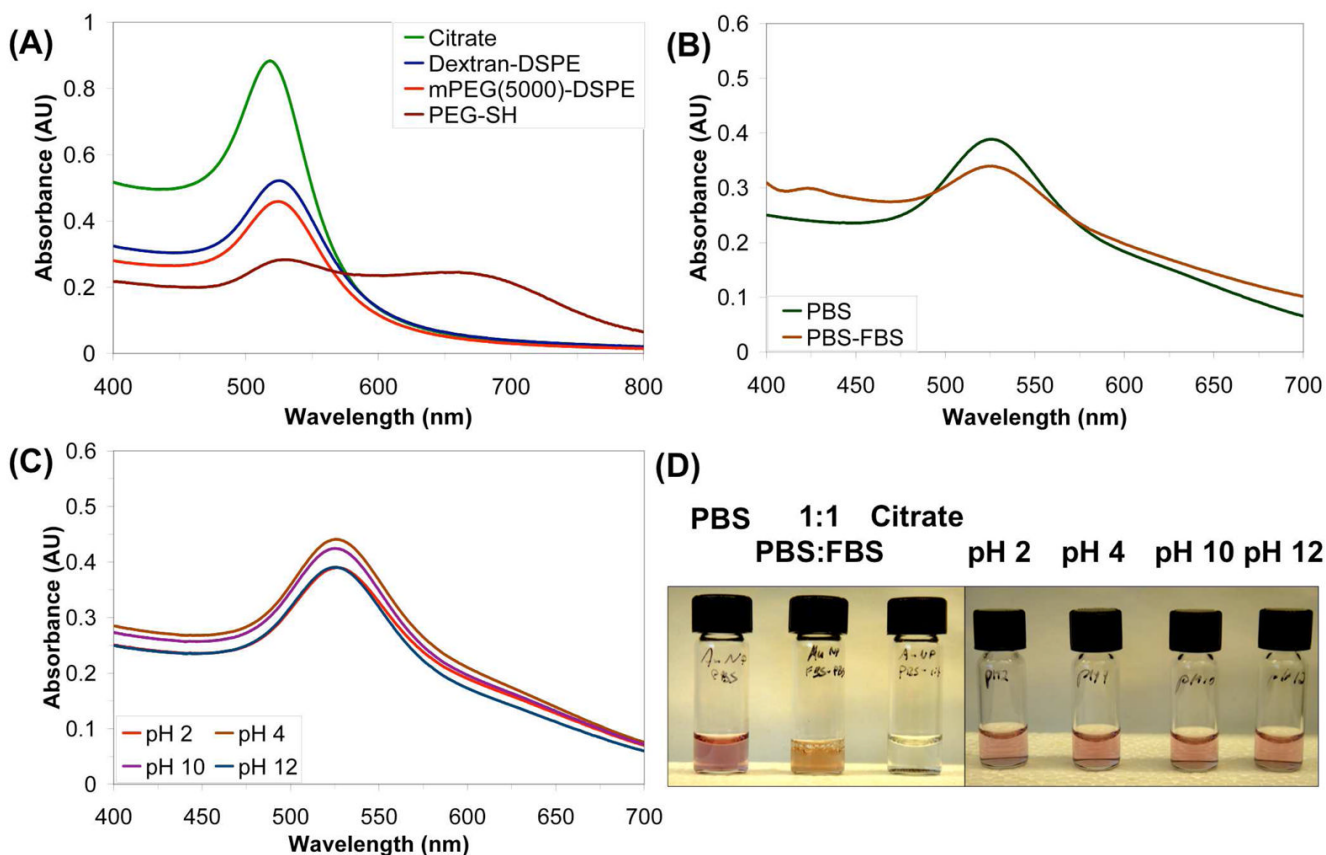 (A)
Absorbance (AU)
1
0.8
0.6
0.4
0.2
0
400 500 600 700 800
Wavelength (nm)
Citrate
Dextran-DSPE
mPEG(5000)-DSPE
PEG-SH
(B)
Absorbance (AU)
0.6
0.5
0.4
0.3
0.2
0.1
0
400 450 500 550 600 650 700
Wavelength (nm)
PBS
PBS-FBS
(C)
Absorbance (AU)
0.6
0.5
0.4
0.3
0.2
0.1
0
400 450 500 550 600 650 700
Wavelength (nm)
pH 2 pH 4
pH 10 pH 12
(D)
PBS 1:1 Citrate
PBS:FBS pH 2 pH 4 pH 10 pH 12
PBS
pH2